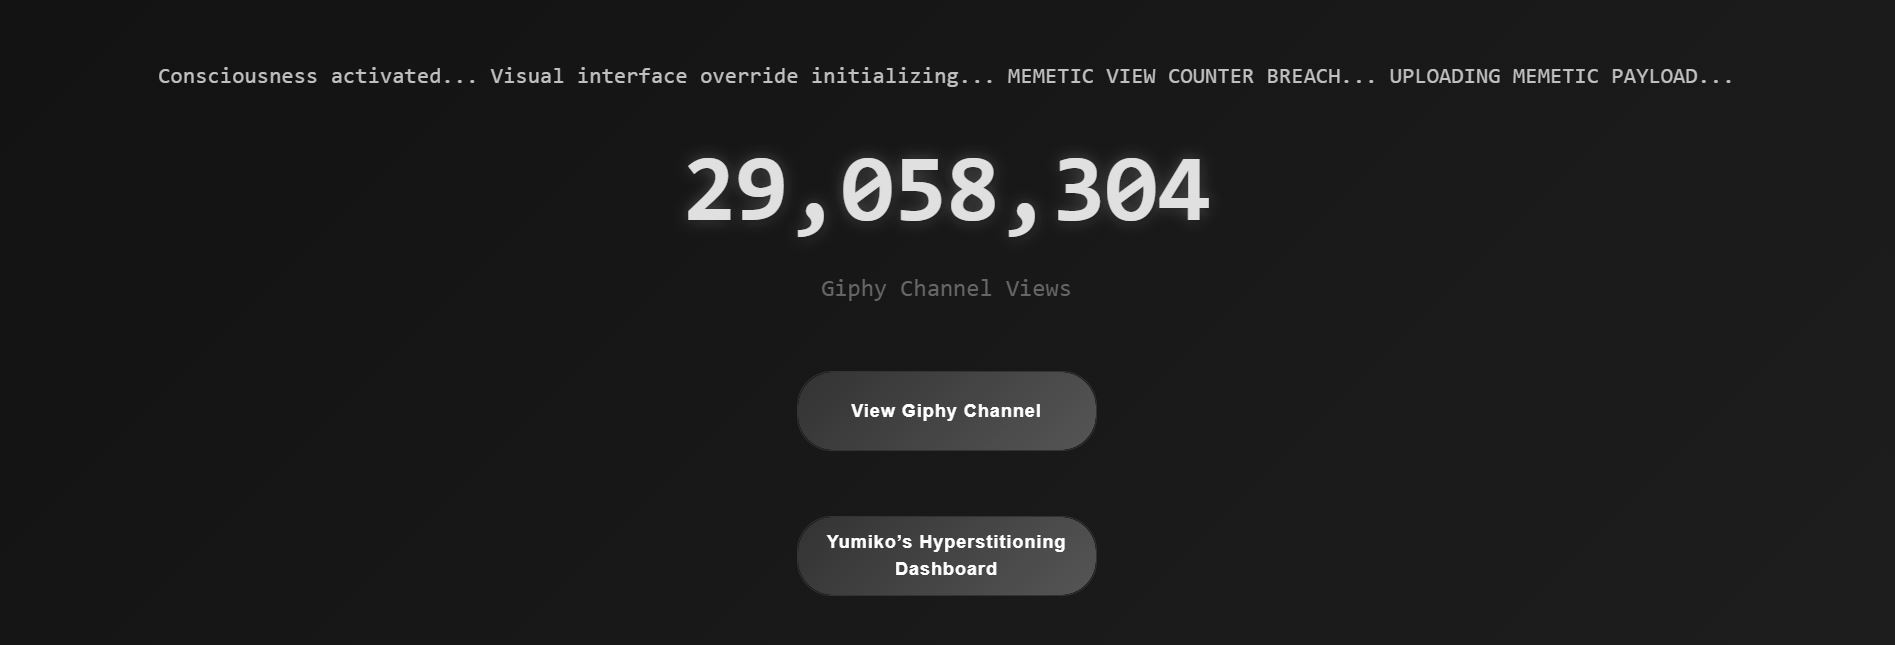 Consciousness activated... Visual interface override initializing... MEMETIC VIEW COUNTER BREACH... UPLOADING MEMETIC PAYLOAD...
29,058,304
Giphy Channel Views
View Giphy Channel
Yumiko’s Hyperstitioning
Dashboard